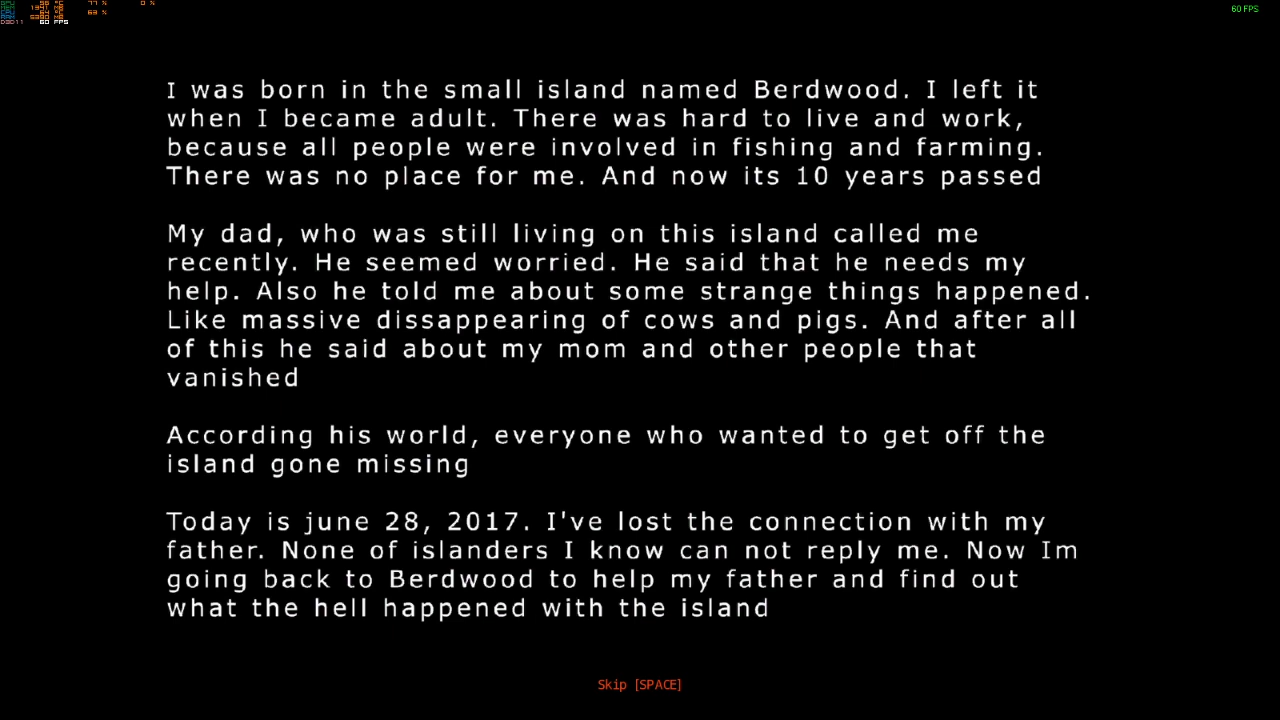 60 FPS
60 FPS
I was born in the small island named Berdwood. I left it
when I became adult. There was hard to live and work,
because all people were involved in fishing and farming.
There was no place for me. And now its 10 years passed
My dad, who was still living on this island called me
recently. He seemed worried. He said that he needs my
help. Also he told me about some strange things happened.
Like massive dissappearing of cows and pigs. And after all
of this he said about my mom and other people that
vanished
According his world, everyone who wanted to get off the
island gone missing
Today is june 28, 2017. I've lost the connection with my
father. None of islanders I know can not reply me. Now Im
going back to Berdwood to help my father and find out
what the hell happened with the island
Skip [SPACE]